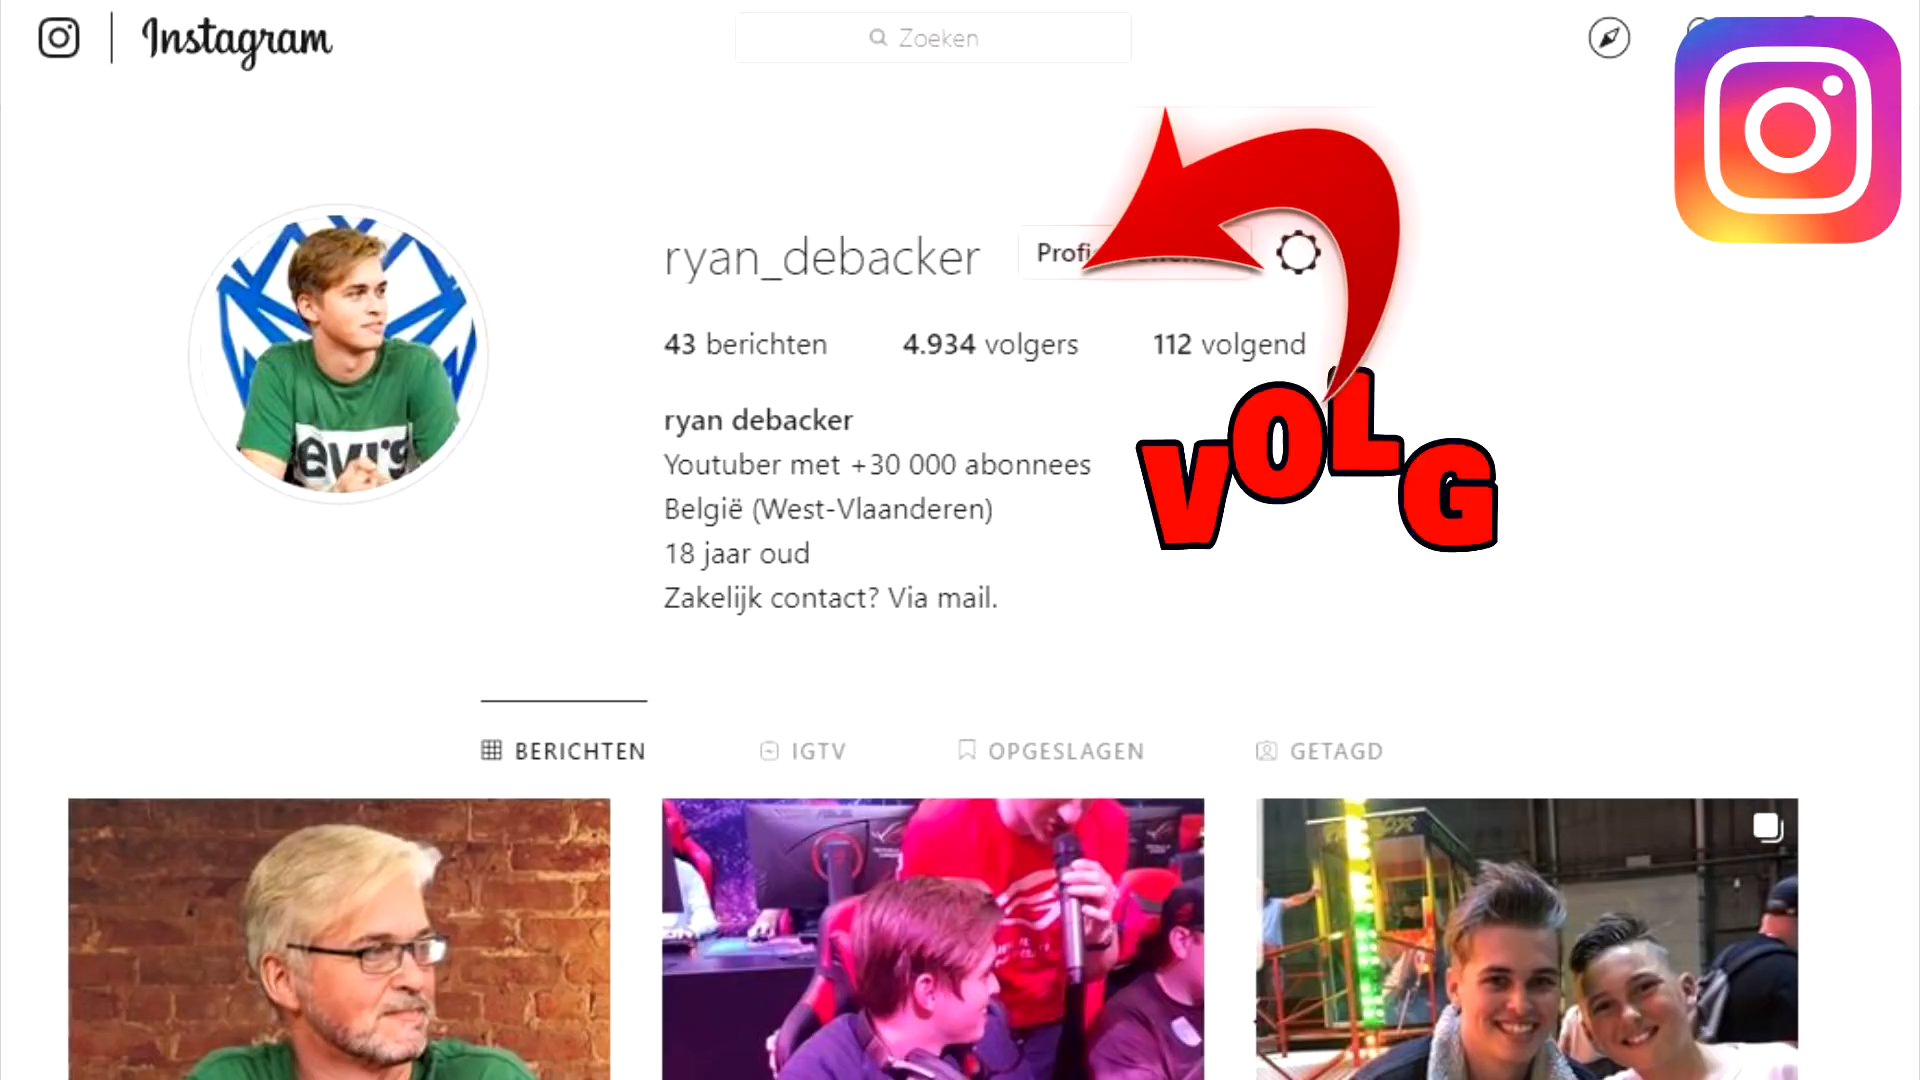 Instagram
Zoeken
ryan_debacker
Profi
43 berichten 4.934 volgers 112 volgend
VOLG
ryan debacker
Youtuber met +30 000 abonnees
België (West-Vlaanderen)
18 jaar oud
Zakelijk contact? Via mail.
BERICHTEN IGTV OPGESLAGEN GETAGD